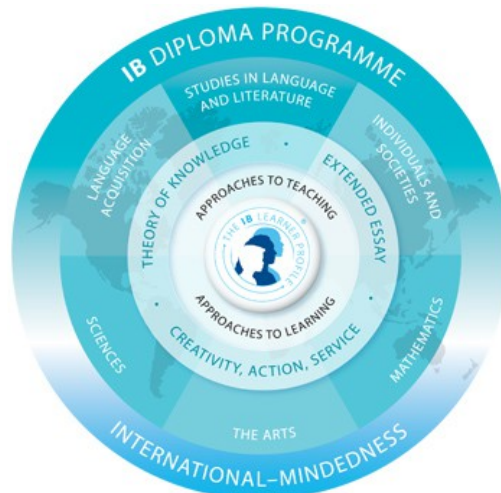 IB DIPLOMA PROGRAMME
STUDIES IN LANGUAGE
AND LITERATURE
LANGUAGE
ACQUISITION
INDIVIDUALS AND
SOCIETIES
SCIENCES
MATHEMATICS
THE ARTS
THEORY OF KNOWLEDGE
EXTENDED ESSAY
CREATIVITY, ACTION, SERVICE
APPROACHES TO TEACHING
APPROACHES TO LEARNING
THE IB LEARNER PROFILE ®
INTERNATIONAL-MINDEDNESS